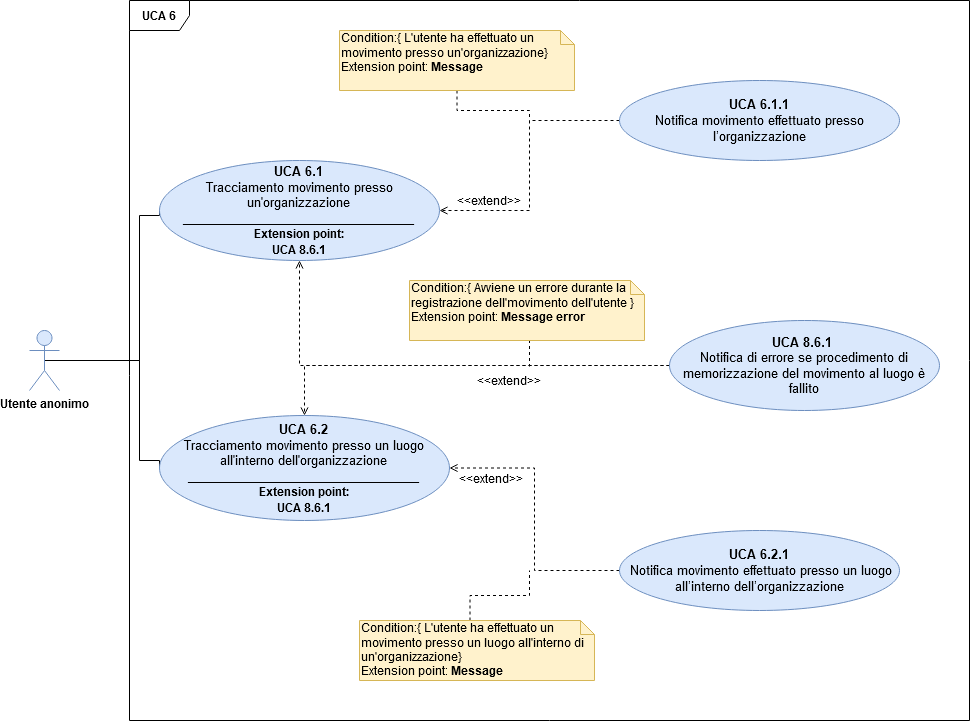 UCA 6
Condition:{ L'utente ha effettuato un
movimento presso un'organizzazione}
Extension point: Message
UCA 6.1.1
Notifica movimento effettuato presso
l'organizzazione
UCA 6.1
Tracciamento movimento presso
un'organizzazione
Extension point:
UCA 8.6.1
<<extend>>
Condition:{ Avviene un errore durante la
registrazione dell'movimento dell'utente }
Extension point: Message error
UCA 8.6.1
Notifica di errore se procedimento di
memorizzazione del movimento al luogo è
fallito
<<extend>>
Utente anonimo
UCA 6.2
Tracciamento movimento presso un luogo
all'interno dell'organizzazione
Extension point:
UCA 8.6.1
<<extend>>
UCA 6.2.1
Notifica movimento effettuato presso un luogo
all'interno dell'organizzazione
Condition:{ L'utente ha effettuato un
movimento presso un luogo all'interno di
un'organizzazione}
Extension point: Message